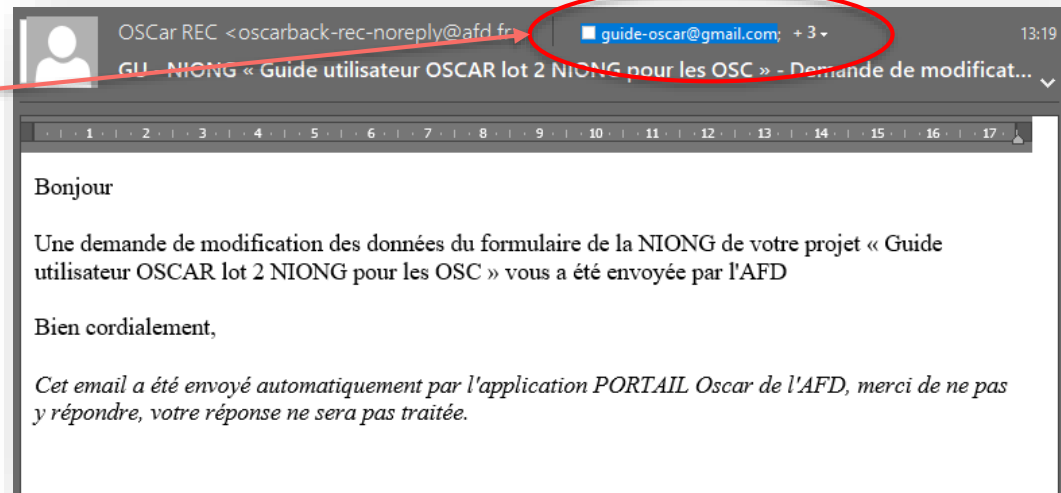 OSCar REC <oscarback-rec-noreply@afd.fr> guide-oscar@gmail.com; + 3 13:19
GU - NIONG « Guide utilisateur OSCAR lot 2 NIONG pour les OSC » - Demande de modificat...
1 2 3 4 5 6 7 8 9 10 11 12 13 14 15 16 17
Bonjour
Une demande de modification des données du formulaire de la NIONG de votre projet « Guide
utilisateur OSCAR lot 2 NIONG pour les OSC » vous a été envoyée par l'AFD
Bien cordialement,
Cet email a été envoyé automatiquement par l'application PORTAIL Oscar de l'AFD, merci de ne pas
y répondre, votre réponse ne sera pas traitée.